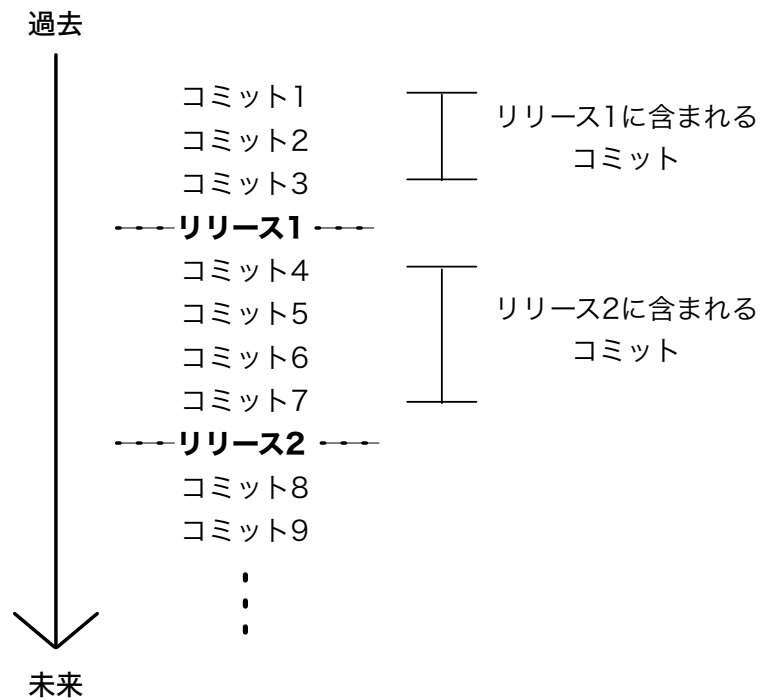 過去
コミット1
コミット2
コミット3
リリース1に含まれる
コミット
リリース1
コミット4
コミット5
コミット6
コミット7
リリース2に含まれる
コミット
リリース2
コミット8
コミット9
未来